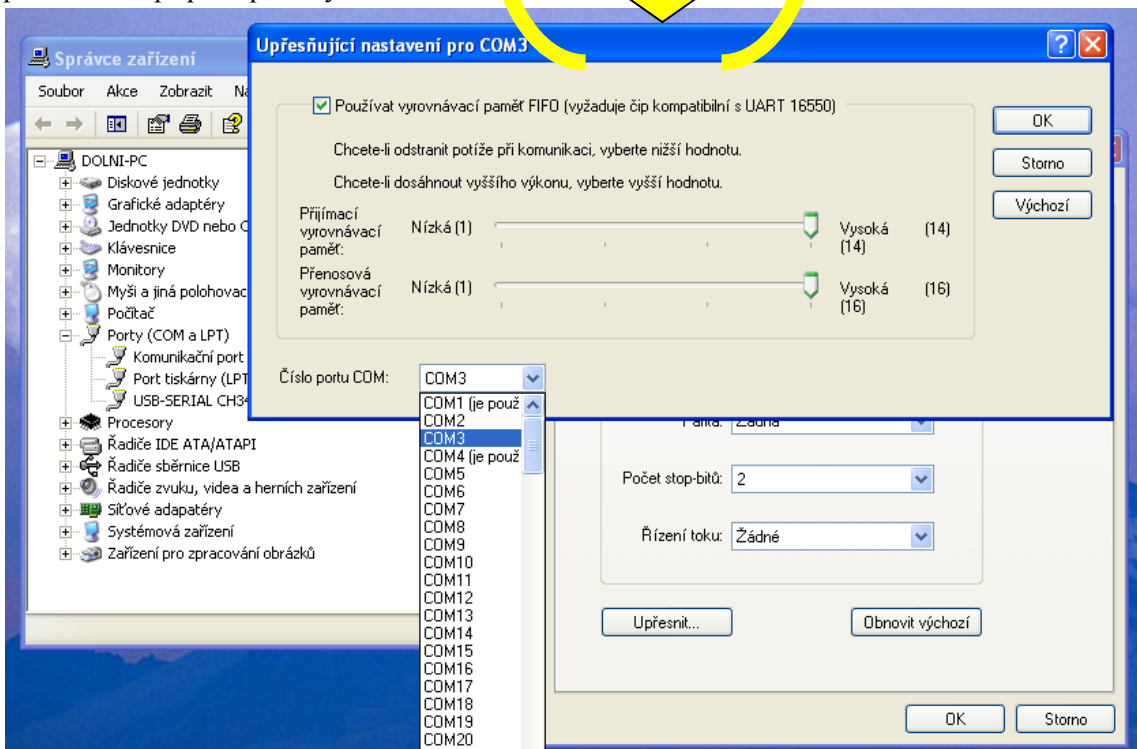 Upřesňující nastavení pro COM3
Správce zařízení
Soubor Akce Zobrazit
DOLNI-PC
Diskové jednotky
Grafické adaptéry
Jednotky DVD nebo
Klávesnice
Monitory
Myši a jiná polohovac
Počítač
Porty (COM a LPT)
Komunikační port
Port tiskárny (LPT
USB-SERIAL CH34
Procesory
Řadiče IDE ATA/ATAPI
Řadiče sběrnice USB
Řadiče zvuku, videa a herních zařízení
Síťové adapatéry
Systémová zařízení
Zařízení pro zpracování obrázků
Používat vyrovnávací paměť FIFO (vyžaduje čip kompatibilní s UART 16550)
Chcete-li odstranit potíže při komunikaci, vyberte nižší hodnotu.
Chcete-li dosáhnout vyššího výkonu, vyberte vyšší hodnotu.
Přijímací
vyrovnávací
paměť:
Nízká (1)
Vysoká (14)
(14)
Přenosová
vyrovnávací
paměť:
Nízká (1)
Vysoká (16)
(16)
OK
Storno
Výchozí
Číslo portu COM: COM3
COM1 (je použ
COM2
COM3
COM4 (je použ
COM5
COM6
COM7
COM8
COM9
COM10
COM11
COM12
COM13
COM14
COM15
COM16
COM17
COM18
COM19
COM20
Počet stop-bitů: 2
Řízení toku: Žádné
Upřesnit...
Obnovit výchozí
OK
Storno